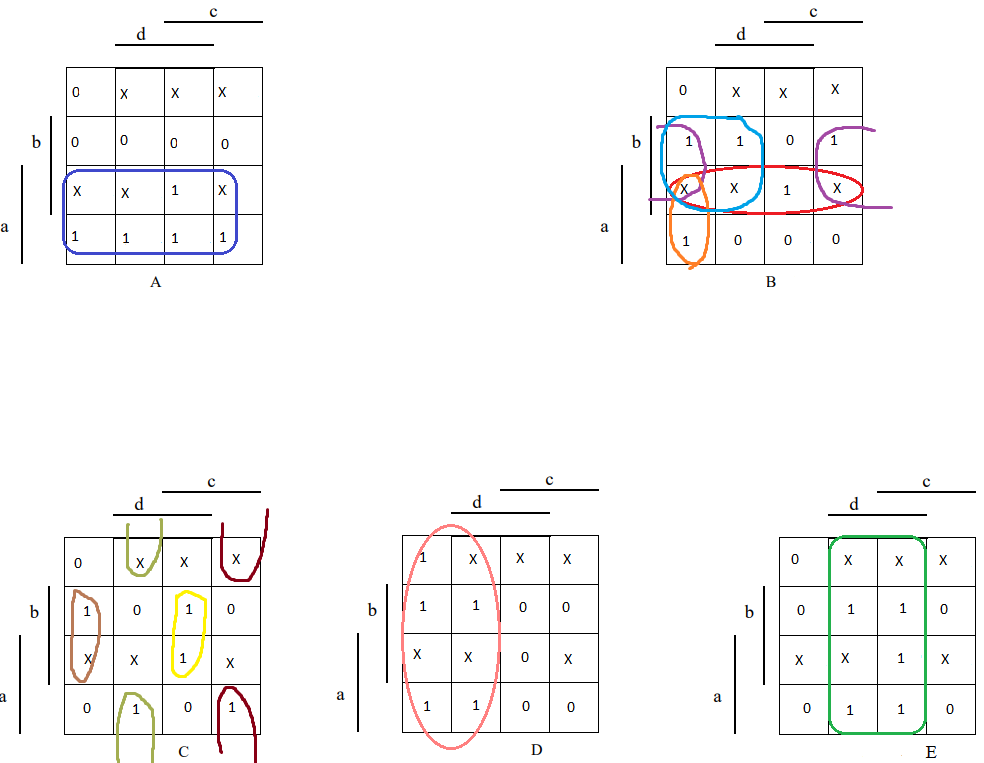 c
d
0 X X X
b 0 0 0 0
X X 1 X
a 1 1 1 1
A
c
d
0 X X X
b 1 1 0 1
X X 1 X
a 1 0 0 0
B
c
d
0 X X X
b 1 0 1 0
X X 1 X
a 0 1 0 1
C
c
d
1 X X X
b 1 1 0 0
X X 0 X
a 1 1 0 0
D
c
d
0 X X X
b 0 1 1 0
X X 1 X
a 0 1 1 0
E